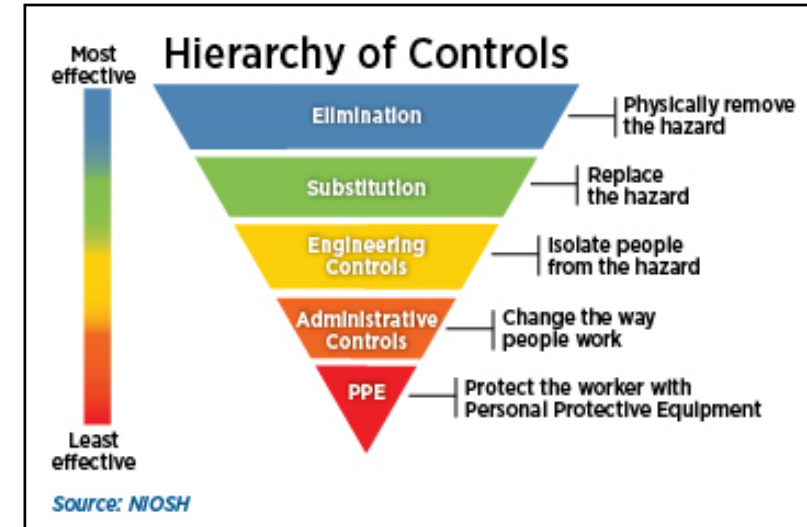 Hierarchy of Controls
Most
effective
Elimination
Physically remove
the hazard
Substitution
Replace
the hazard
Engineering
Controls
Isolate people
from the hazard
Administrative
Controls
Change the way
people work
PPE
Protect the worker with
Personal Protective Equipment
Least
effective
Source: NIOSH